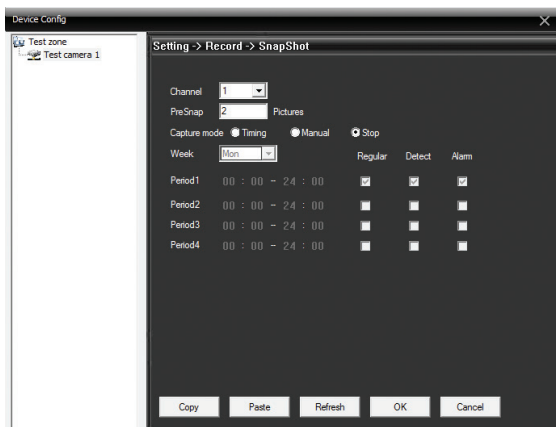 Device Config
Test zone
Test camera 1
Setting -> Record -> SnapShot
Channel 1
PreSnap 2 Pictures
Capture mode Timing Manual Stop
Week Mon Regular Detect Alarm
Period1 00 : 00 - 24 : 00
Period2 00 : 00 - 24 : 00
Period3 00 : 00 - 24 : 00
Period4 00 : 00 - 24 : 00
Copy Paste Refresh OK Cancel